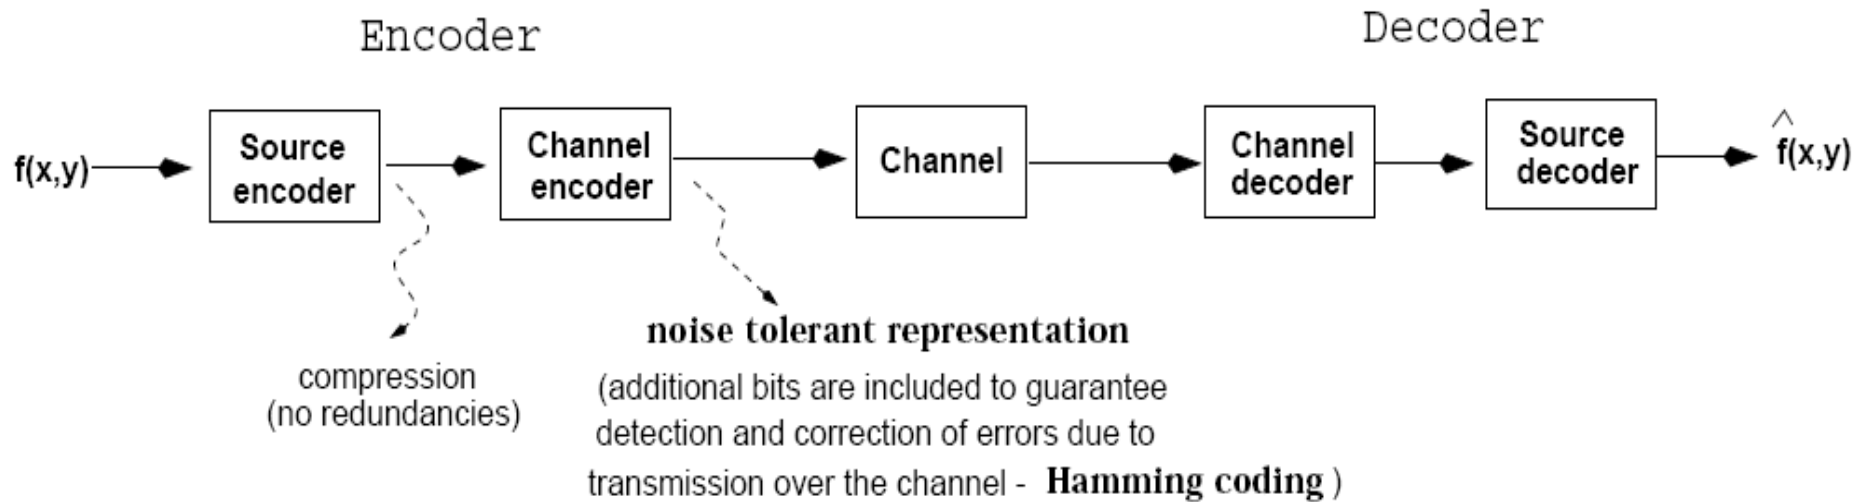 Encoder
Decoder
f(x,y)
Source
encoder
Channel
encoder
Channel
Channel
decoder
Source
decoder
^
f(x,y)
compression
(no redundancies)
noise tolerant representation
(additional bits are included to guarantee
detection and correction of errors due to
transmission over the channel - Hamming coding )